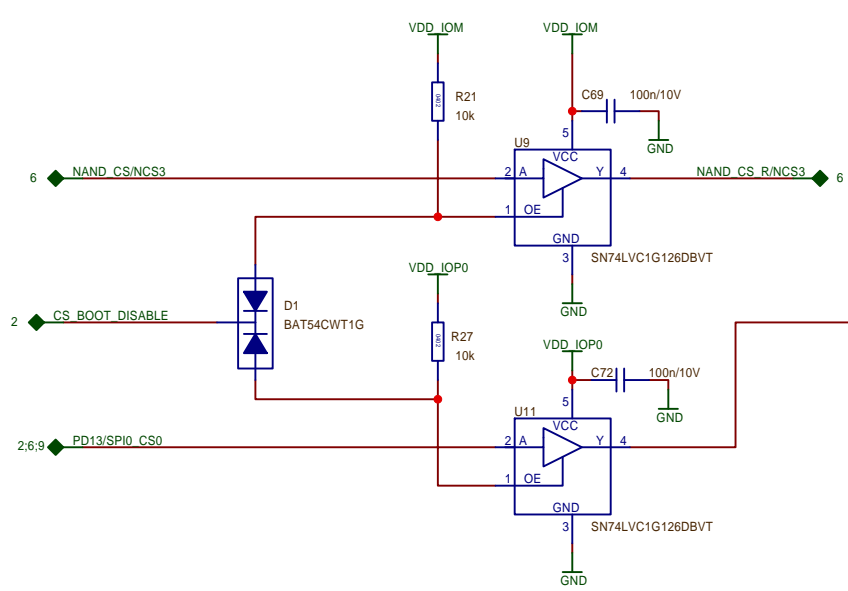 VDD_IOM VDD_IOM
C69 100n/10V
R21
10k
0402
GND
5
U9
VCC
6 NAND_CS/NCS3 2 A Y 4 NAND_CS_R/NCS3 6
1 OE
GND
3 SN74LVC1G126DBVT
VDD_IOP0
D1
GND
2 CS_BOOT_DISABLE BAT54CWT1G
R27
10k
0402
VDD_IOP0
C72 100n/10V
5
GND
U11
VCC
2;6;9 PD13/SPI0_CS0 2 A Y 4
1 OE
GND
3 SN74LVC1G126DBVT
GND